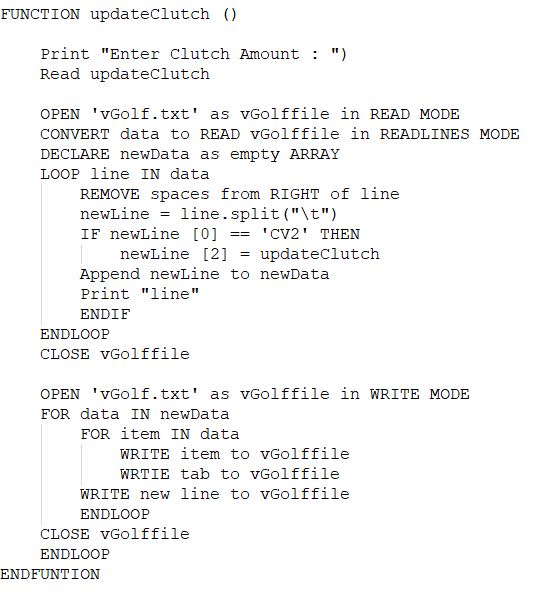 FUNCTION updateClutch ()
Print "Enter Clutch Amount : ")
Read updateClutch
OPEN 'vGolf.txt' as vGolffile in READ MODE
CONVERT data to READ vGolffile in READLINES MODE
DECLARE newData as empty ARRAY
LOOP line IN data
REMOVE spaces from RIGHT of line
newLine = line.split("\t")
IF newLine [0] == 'CV2' THEN
newLine [2] = updateClutch
Append newLine to newData
Print "line"
ENDIF
ENDLOOP
CLOSE vGolffile
OPEN 'vGolf.txt' as vGolffile in WRITE MODE
FOR data IN newData
FOR item IN data
WRITE item to vGolffile
WRTIE tab to vGolffile
WRITE new line to vGolffile
ENDLOOP
CLOSE vGolffile
ENDLOOP
ENDFUNTION